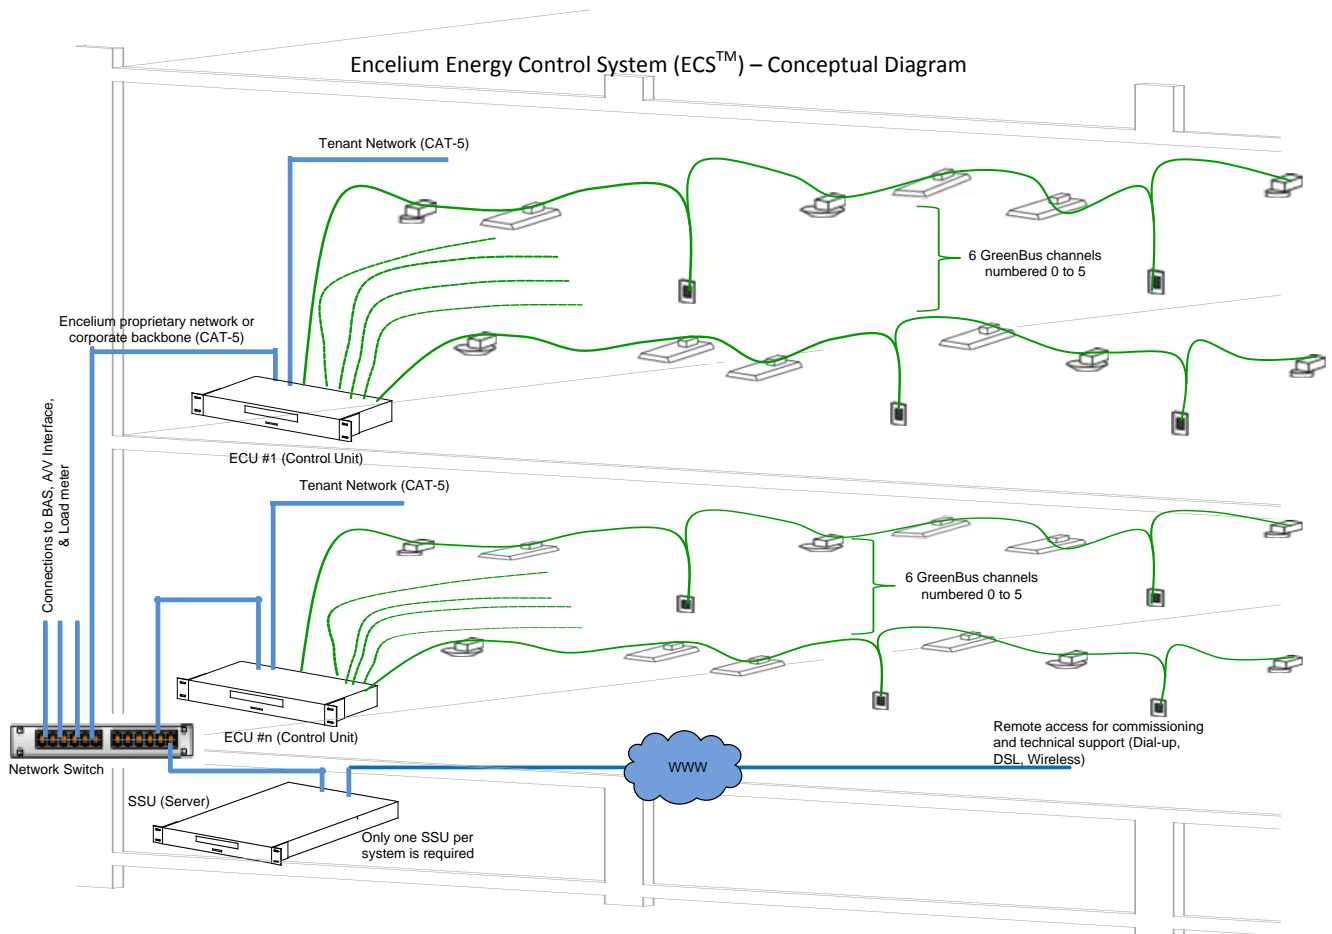 Encelium Energy Control System (ECS™) – Conceptual Diagram
Tenant Network (CAT-5)
6 GreenBus channels
numbered 0 to 5
Encelium proprietary network or
corporate backbone (CAT-5)
ECU #1 (Control Unit)
Connections to BAS, A/V Interface,
& Load meter
Tenant Network (CAT-5)
6 GreenBus channels
numbered 0 to 5
ECU #n (Control Unit)
Remote access for commissioning
and technical support (Dial-up,
DSL, Wireless)
Network Switch
WWW
SSU (Server)
Only one SSU per
system is required